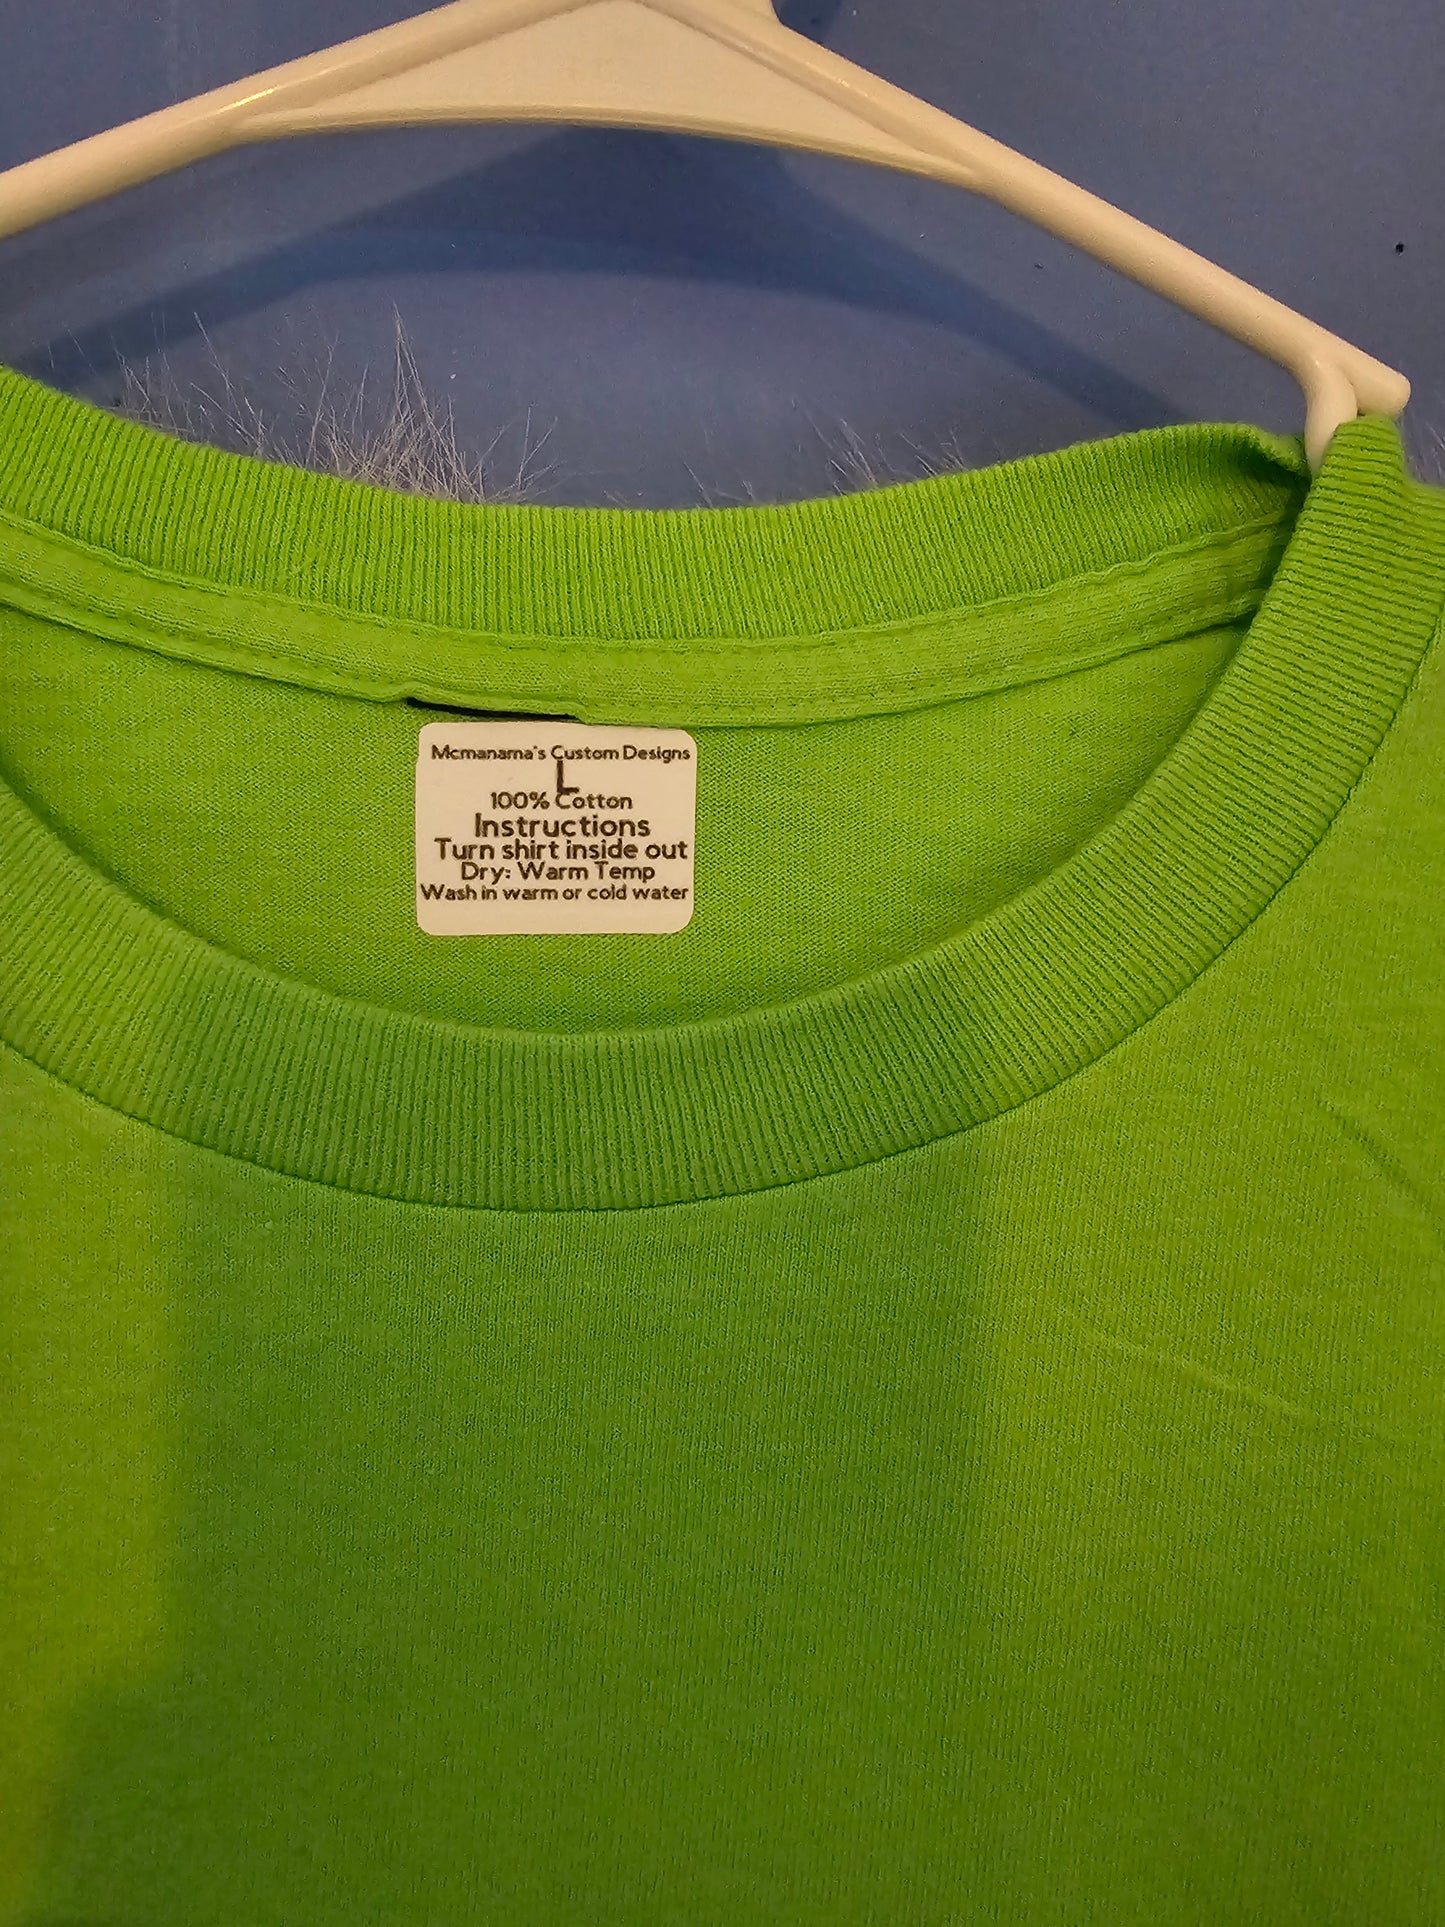 Mcmanama's Custom Designs
L
100% Cotton
Instructions
Turn shirt inside out
Dry: Warm Temp
Wash in warm or cold water